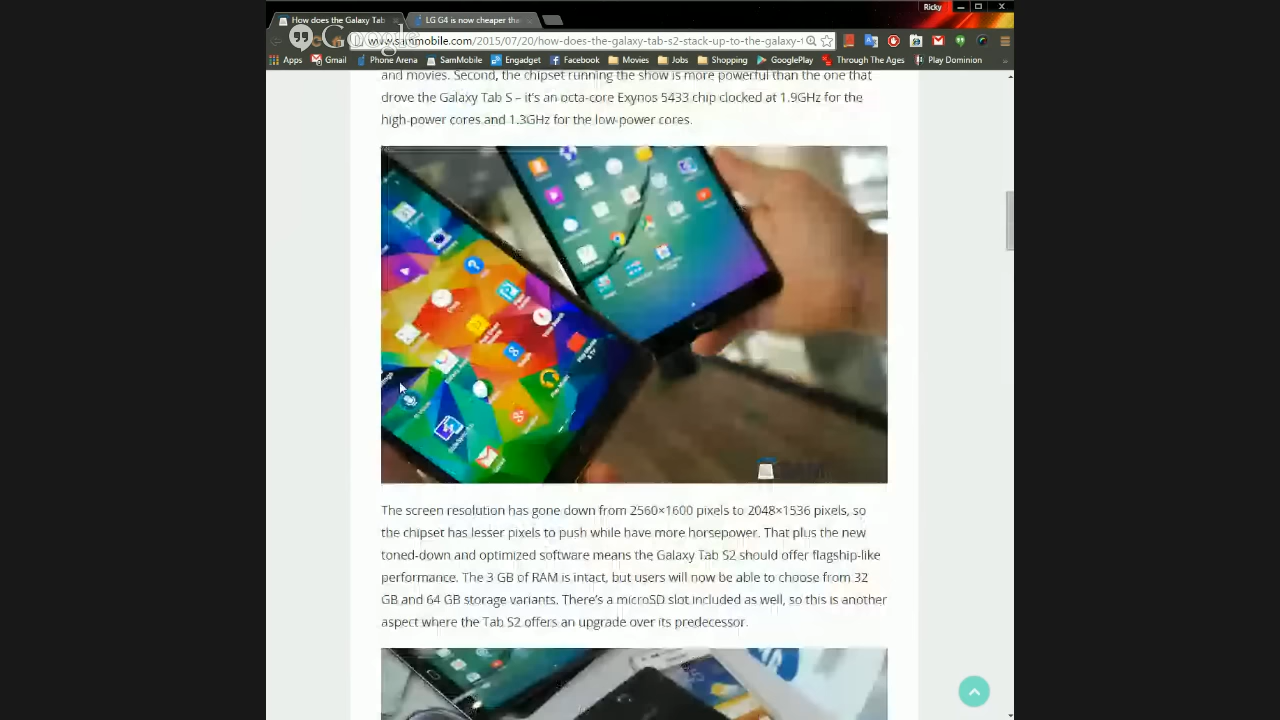 Ricky
How does the Galaxy Tab
LG G4 is now cheaper tha
Google
www.sammobile.com/2015/07/20/how-does-the-galaxy-tab-s2-stack-up-to-the-galaxy-t
Apps Gmail Phone Arena SamMobile Engadget Facebook Movies Jobs Shopping GooglePlay Through The Ages Play Dominion »
and movies. Second, the chipset running the show is more powerful than the one that
drove the Galaxy Tab S – it's an octa-core Exynos 5433 chip clocked at 1.9GHz for the
high-power cores and 1.3GHz for the low-power cores.
The screen resolution has gone down from 2560×1600 pixels to 2048×1536 pixels, so
the chipset has lesser pixels to push while have more horsepower. That plus the new
toned-down and optimized software means the Galaxy Tab S2 should offer flagship-like
performance. The 3 GB of RAM is intact, but users will now be able to choose from 32
GB and 64 GB storage variants. There's a microSD slot included as well, so this is another
aspect where the Tab S2 offers an upgrade over its predecessor.